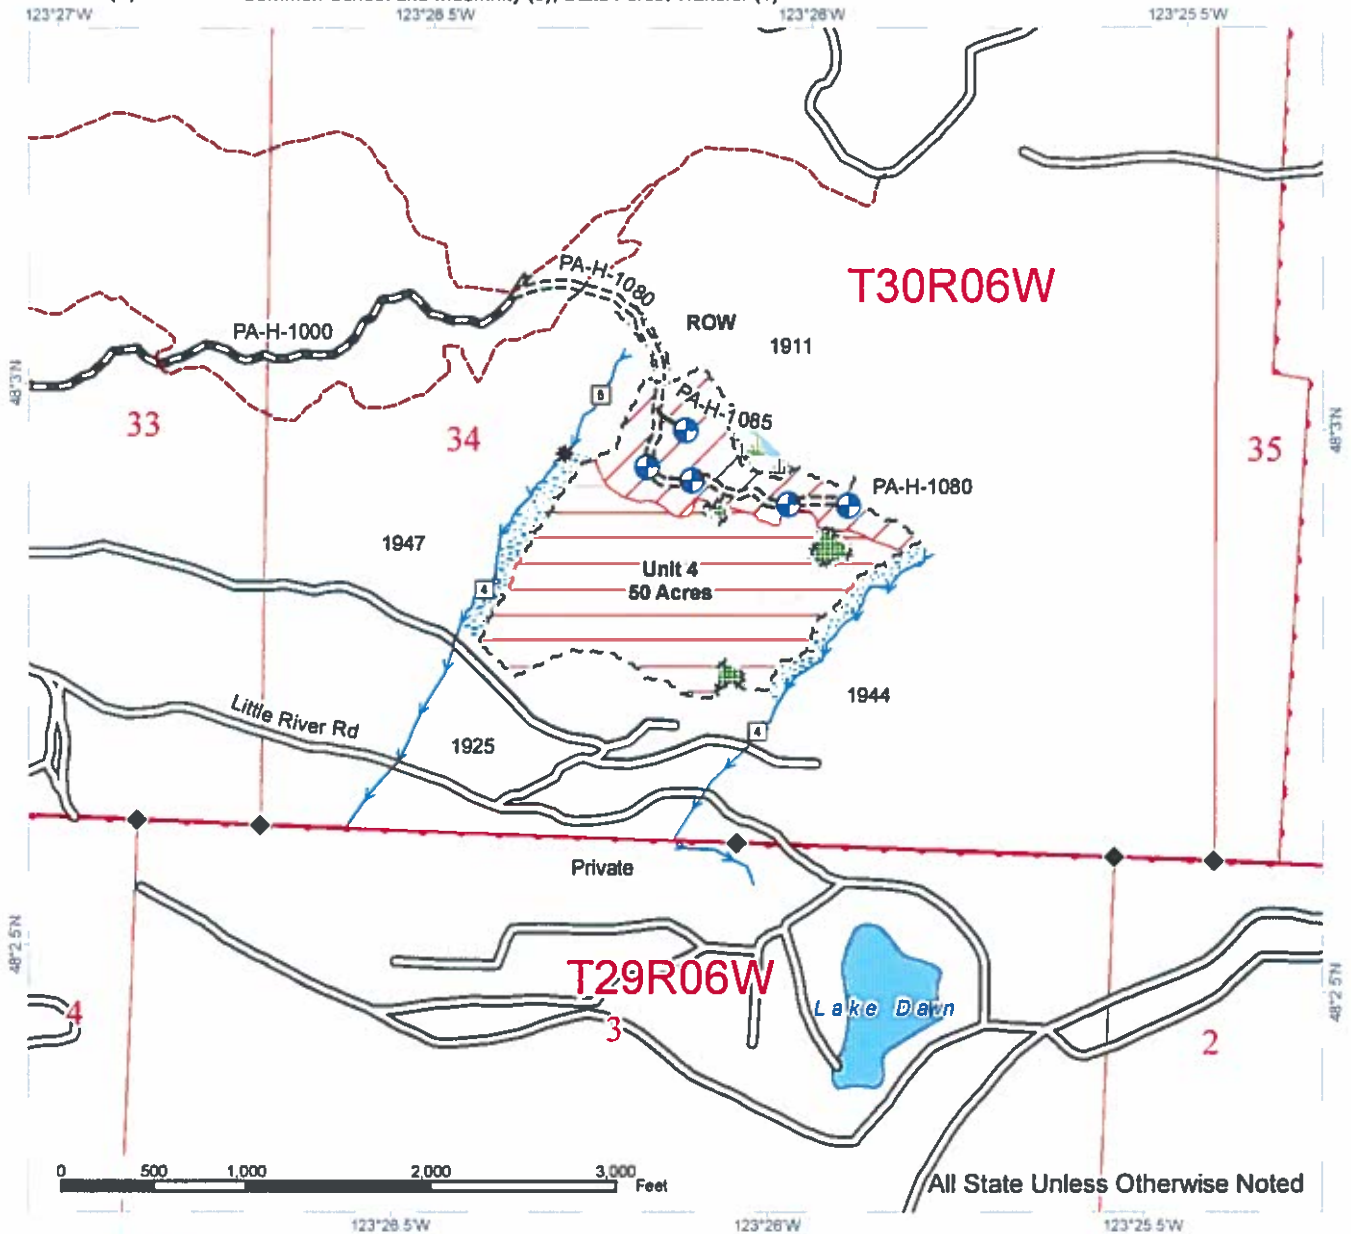 123°27'W
123°26.5'W
123°26'W
123°25.5'W
T30R06W
PA-H-1080
ROW
PA-H-1000
1911
48°3'N
5
PA-H-1085
48°3'N
33
34
35
PA-H-1080
1947
Unit 4
50 Acres
4
1944
Little River Rd
4
1925
Private
48°2.5'N
T29R06W
48°2.5'N
Lake Dawn
4
3
2
0 500 1,000 2,000 3,000
Feet
All State Unless Otherwise Noted
123°26.5'W
123°26'W
123°25.5'W